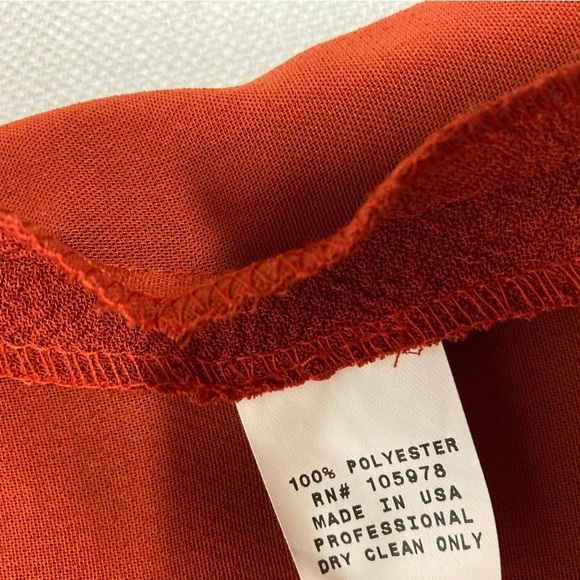 100% POLYESTER
RN# 105978
MADE IN USA
PROFESSIONAL
DRY CLEAN ONLY